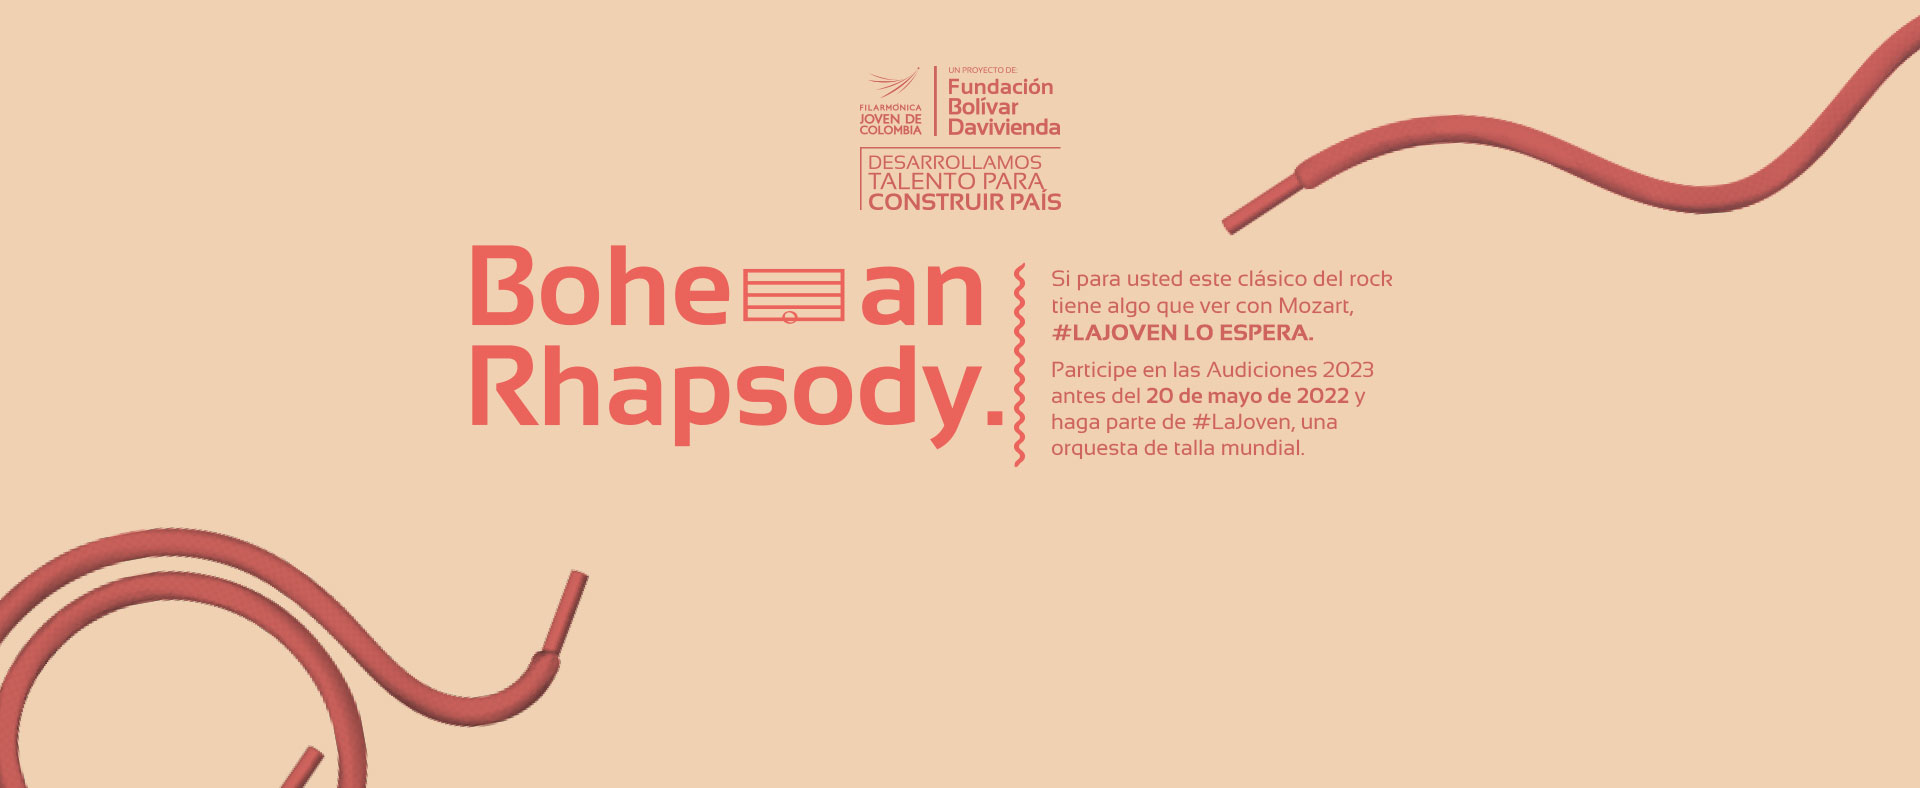 UN PROYECTO DE:
FILARMÓNICA
JOVEN DE
COLOMBIA
Fundación
Bolívar
Davivienda
DESARROLLAMOS
TALENTO PARA
CONSTRUIR PAÍS
Bohe an
Rhapsody.
Si para usted este clásico del rock
tiene algo que ver con Mozart,
#LAJOVEN LO ESPERA.
Participe en las Audiciones 2023
antes del 20 de mayo de 2022 y
haga parte de #LaJoven, una
orquesta de talla mundial.